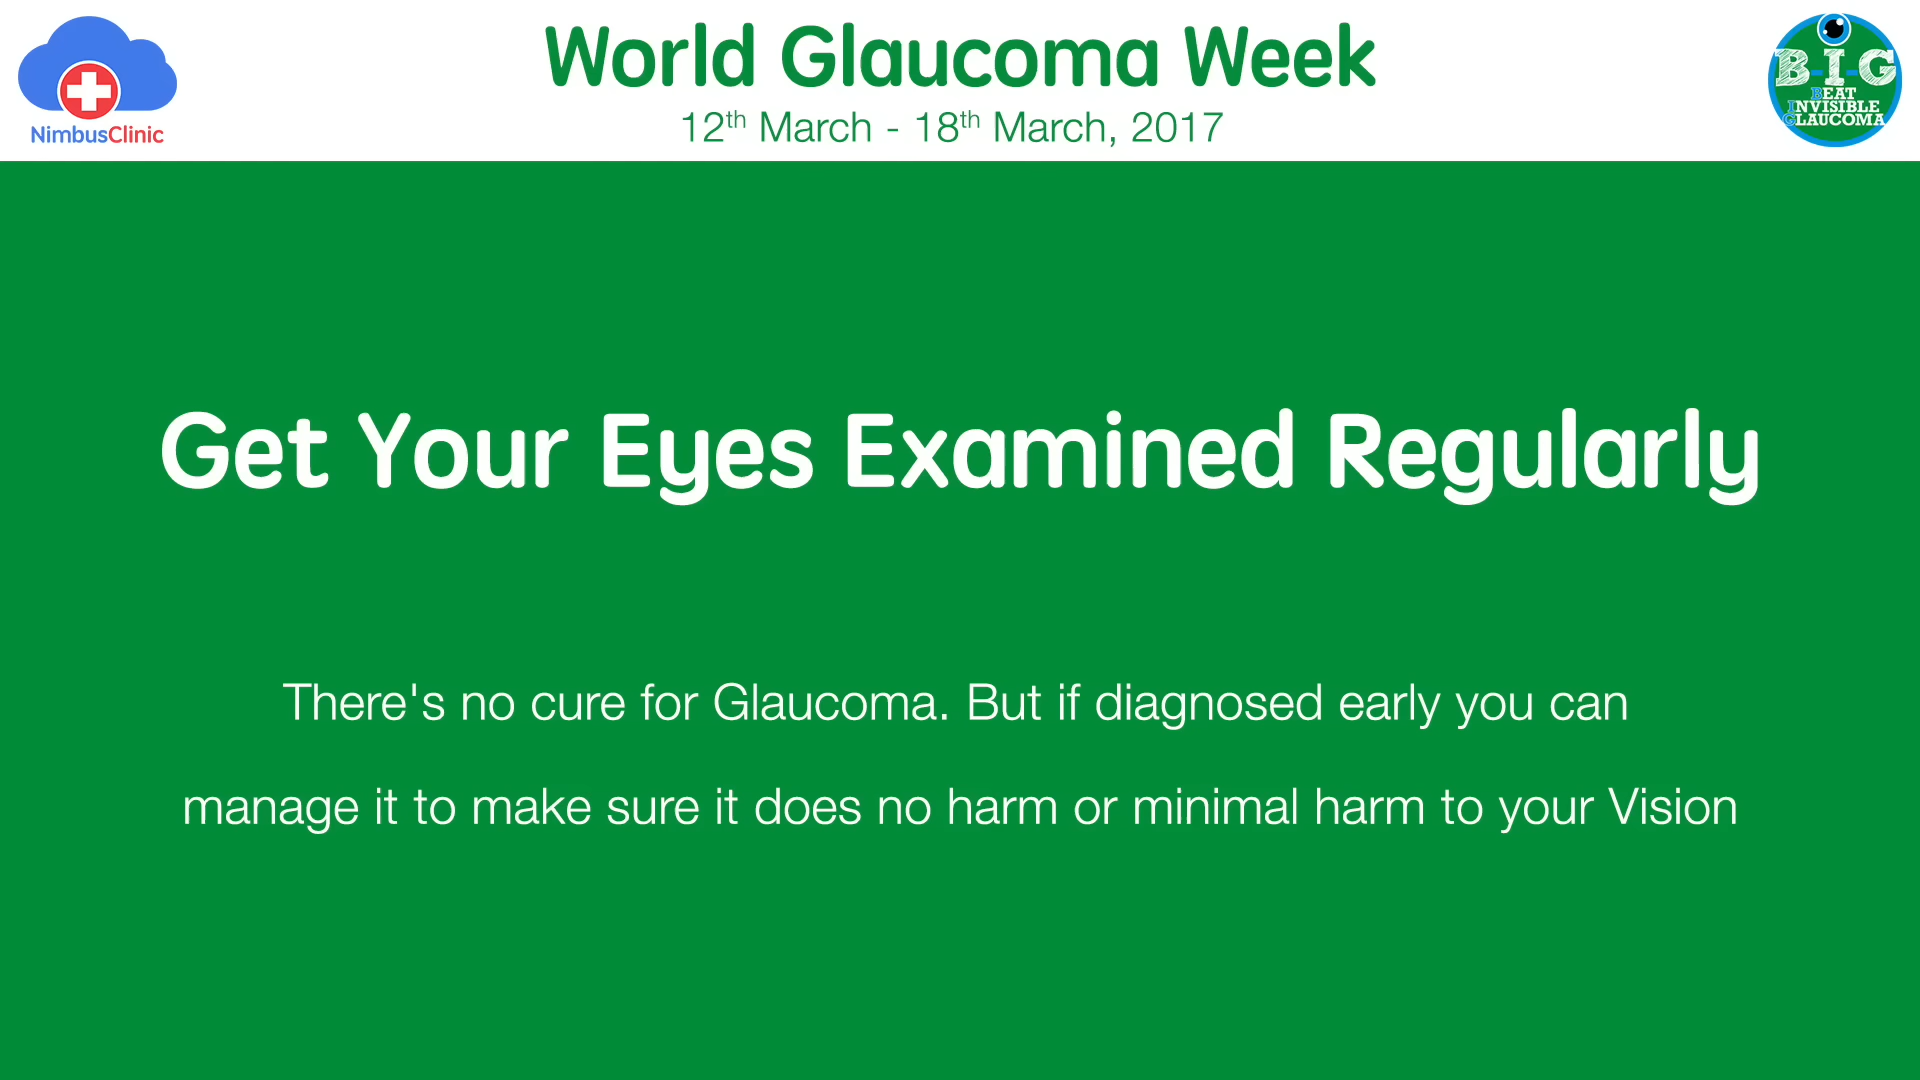 World Glaucoma Week
12th March - 18th March, 2017
NimbusClinic
B-I-G
BEAT
INVISIBLE
GLAUCOMA
Get Your Eyes Examined Regularly
There's no cure for Glaucoma. But if diagnosed early you can
manage it to make sure it does no harm or minimal harm to your Vision